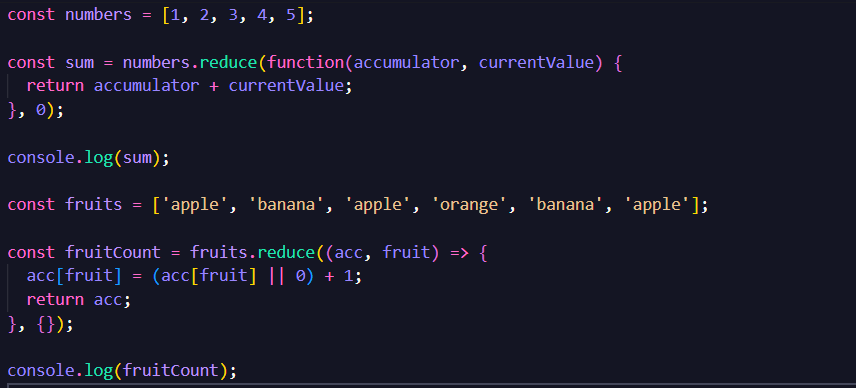 const numbers = [1, 2, 3, 4, 5];
const sum = numbers.reduce(function(accumulator, currentValue) {
  return accumulator + currentValue;
}, 0);
console.log(sum);
const fruits = ['apple', 'banana', 'apple', 'orange', 'banana', 'apple'];
const fruitCount = fruits.reduce((acc, fruit) => {
  acc[fruit] = (acc[fruit] || 0) + 1;
  return acc;
}, {});
console.log(fruitCount);